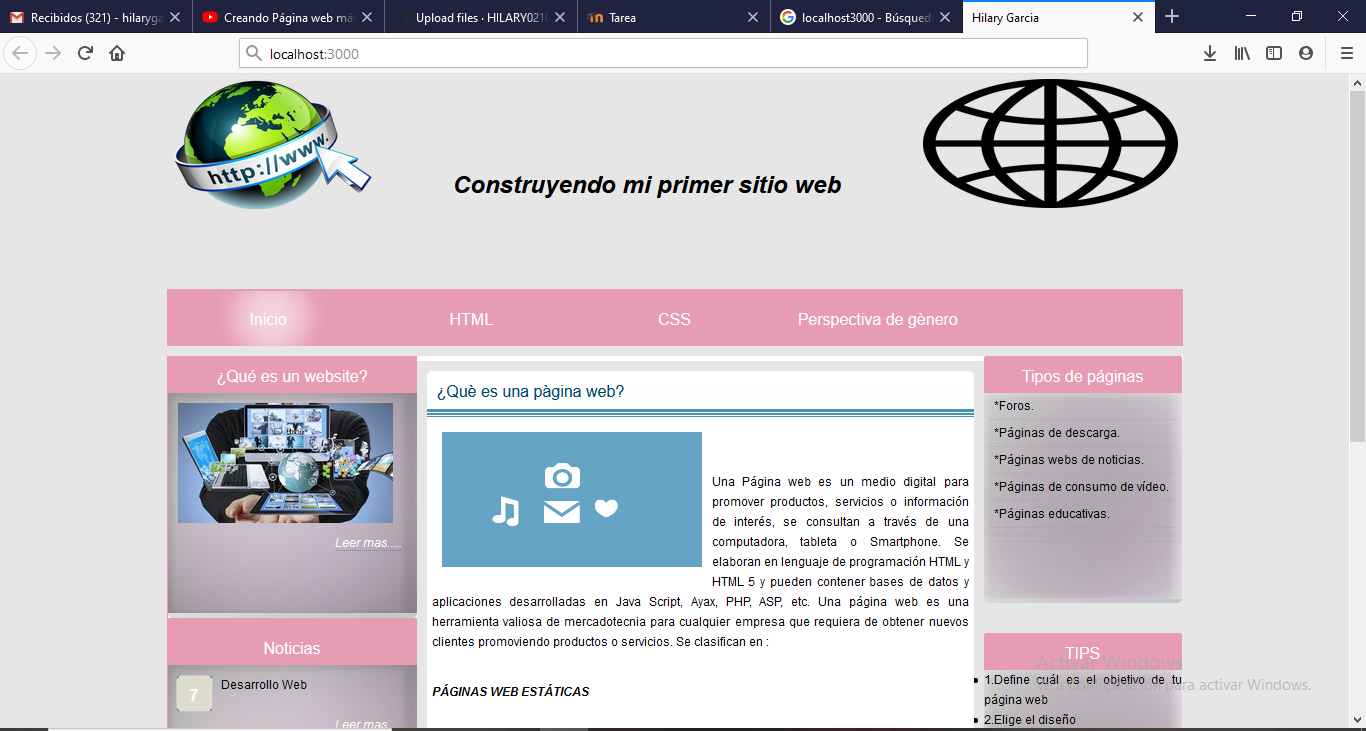 Recibidos (321) - hilaryga
Creando Página web má
Upload files · HILARY021
Tarea
localhost3000 - Búsqued
Hilary Garcia
localhost:3000
http://www.
Construyendo mi primer sitio web
Inicio
HTML
CSS
Perspectiva de gènero
¿Qué es un website?
Leer mas.....
Noticias
7
Desarrollo Web
Leer mas
¿Què es una pàgina web?
Una Página web es un medio digital para
promover productos, servicios o información
de interés, se consultan a través de una
computadora, tableta o Smartphone. Se
elaboran en lenguaje de programación HTML y
HTML 5 y pueden contener bases de datos y
aplicaciones desarrolladas en Java Script, Ayax, PHP, ASP, etc. Una página web es una
herramienta valiosa de mercadotecnia para cualquier empresa que requiera de obtener nuevos
clientes promoviendo productos o servicios. Se clasifican en :
PÁGINAS WEB ESTÁTICAS
Tipos de páginas
*Foros.
*Páginas de descarga.
*Páginas webs de noticias.
*Páginas de consumo de vídeo.
*Páginas educativas.
TIPS
1.Define cuál es el objetivo de tu
página web
2.Elige el diseño
Activar Windows
Ve a Configuración para activar Windows.